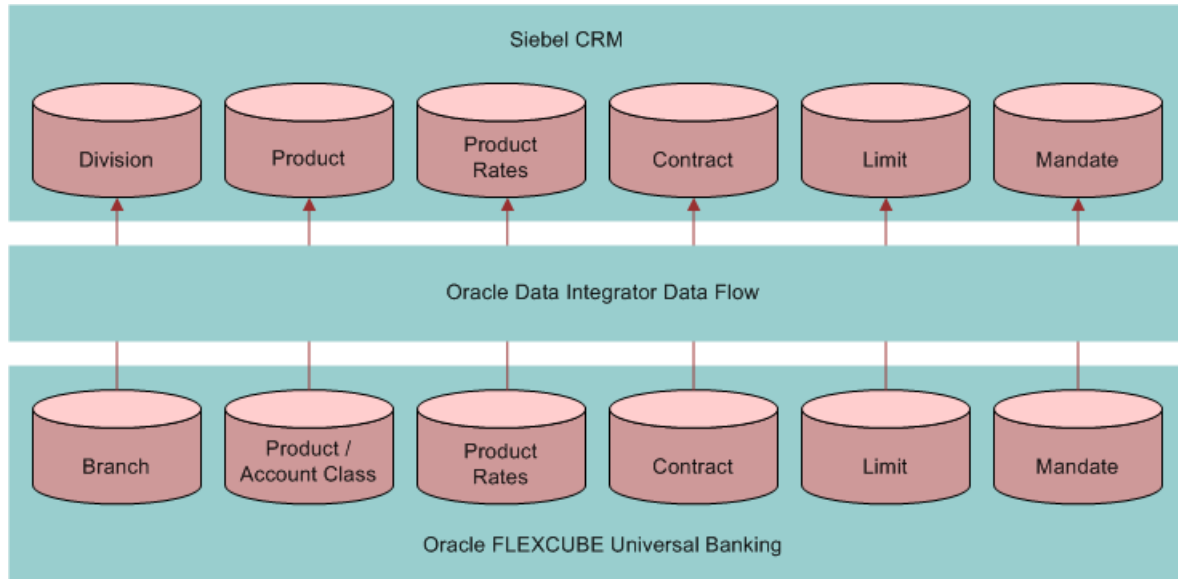 Siebel CRM
Division
Product
Product
Rates
Contract
Limit
Mandate
Oracle Data Integrator Data Flow
Branch
Product /
Account Class
Product
Rates
Contract
Limit
Mandate
Oracle FLEXCUBE Universal Banking